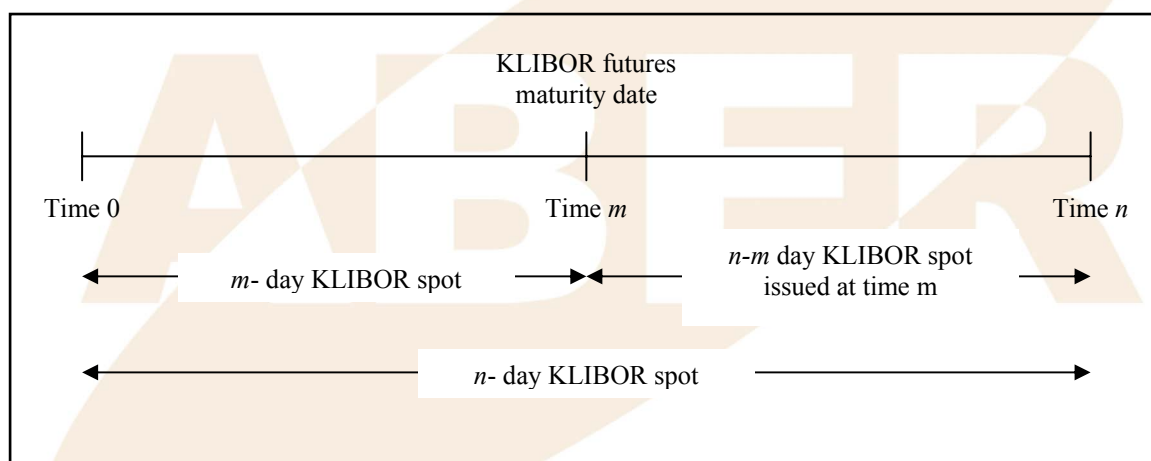 ABER
KLIBOR futures
maturity date
Time 0
Time m
Time n
m- day KLIBOR spot
n-m day KLIBOR spot
issued at time m
n- day KLIBOR spot